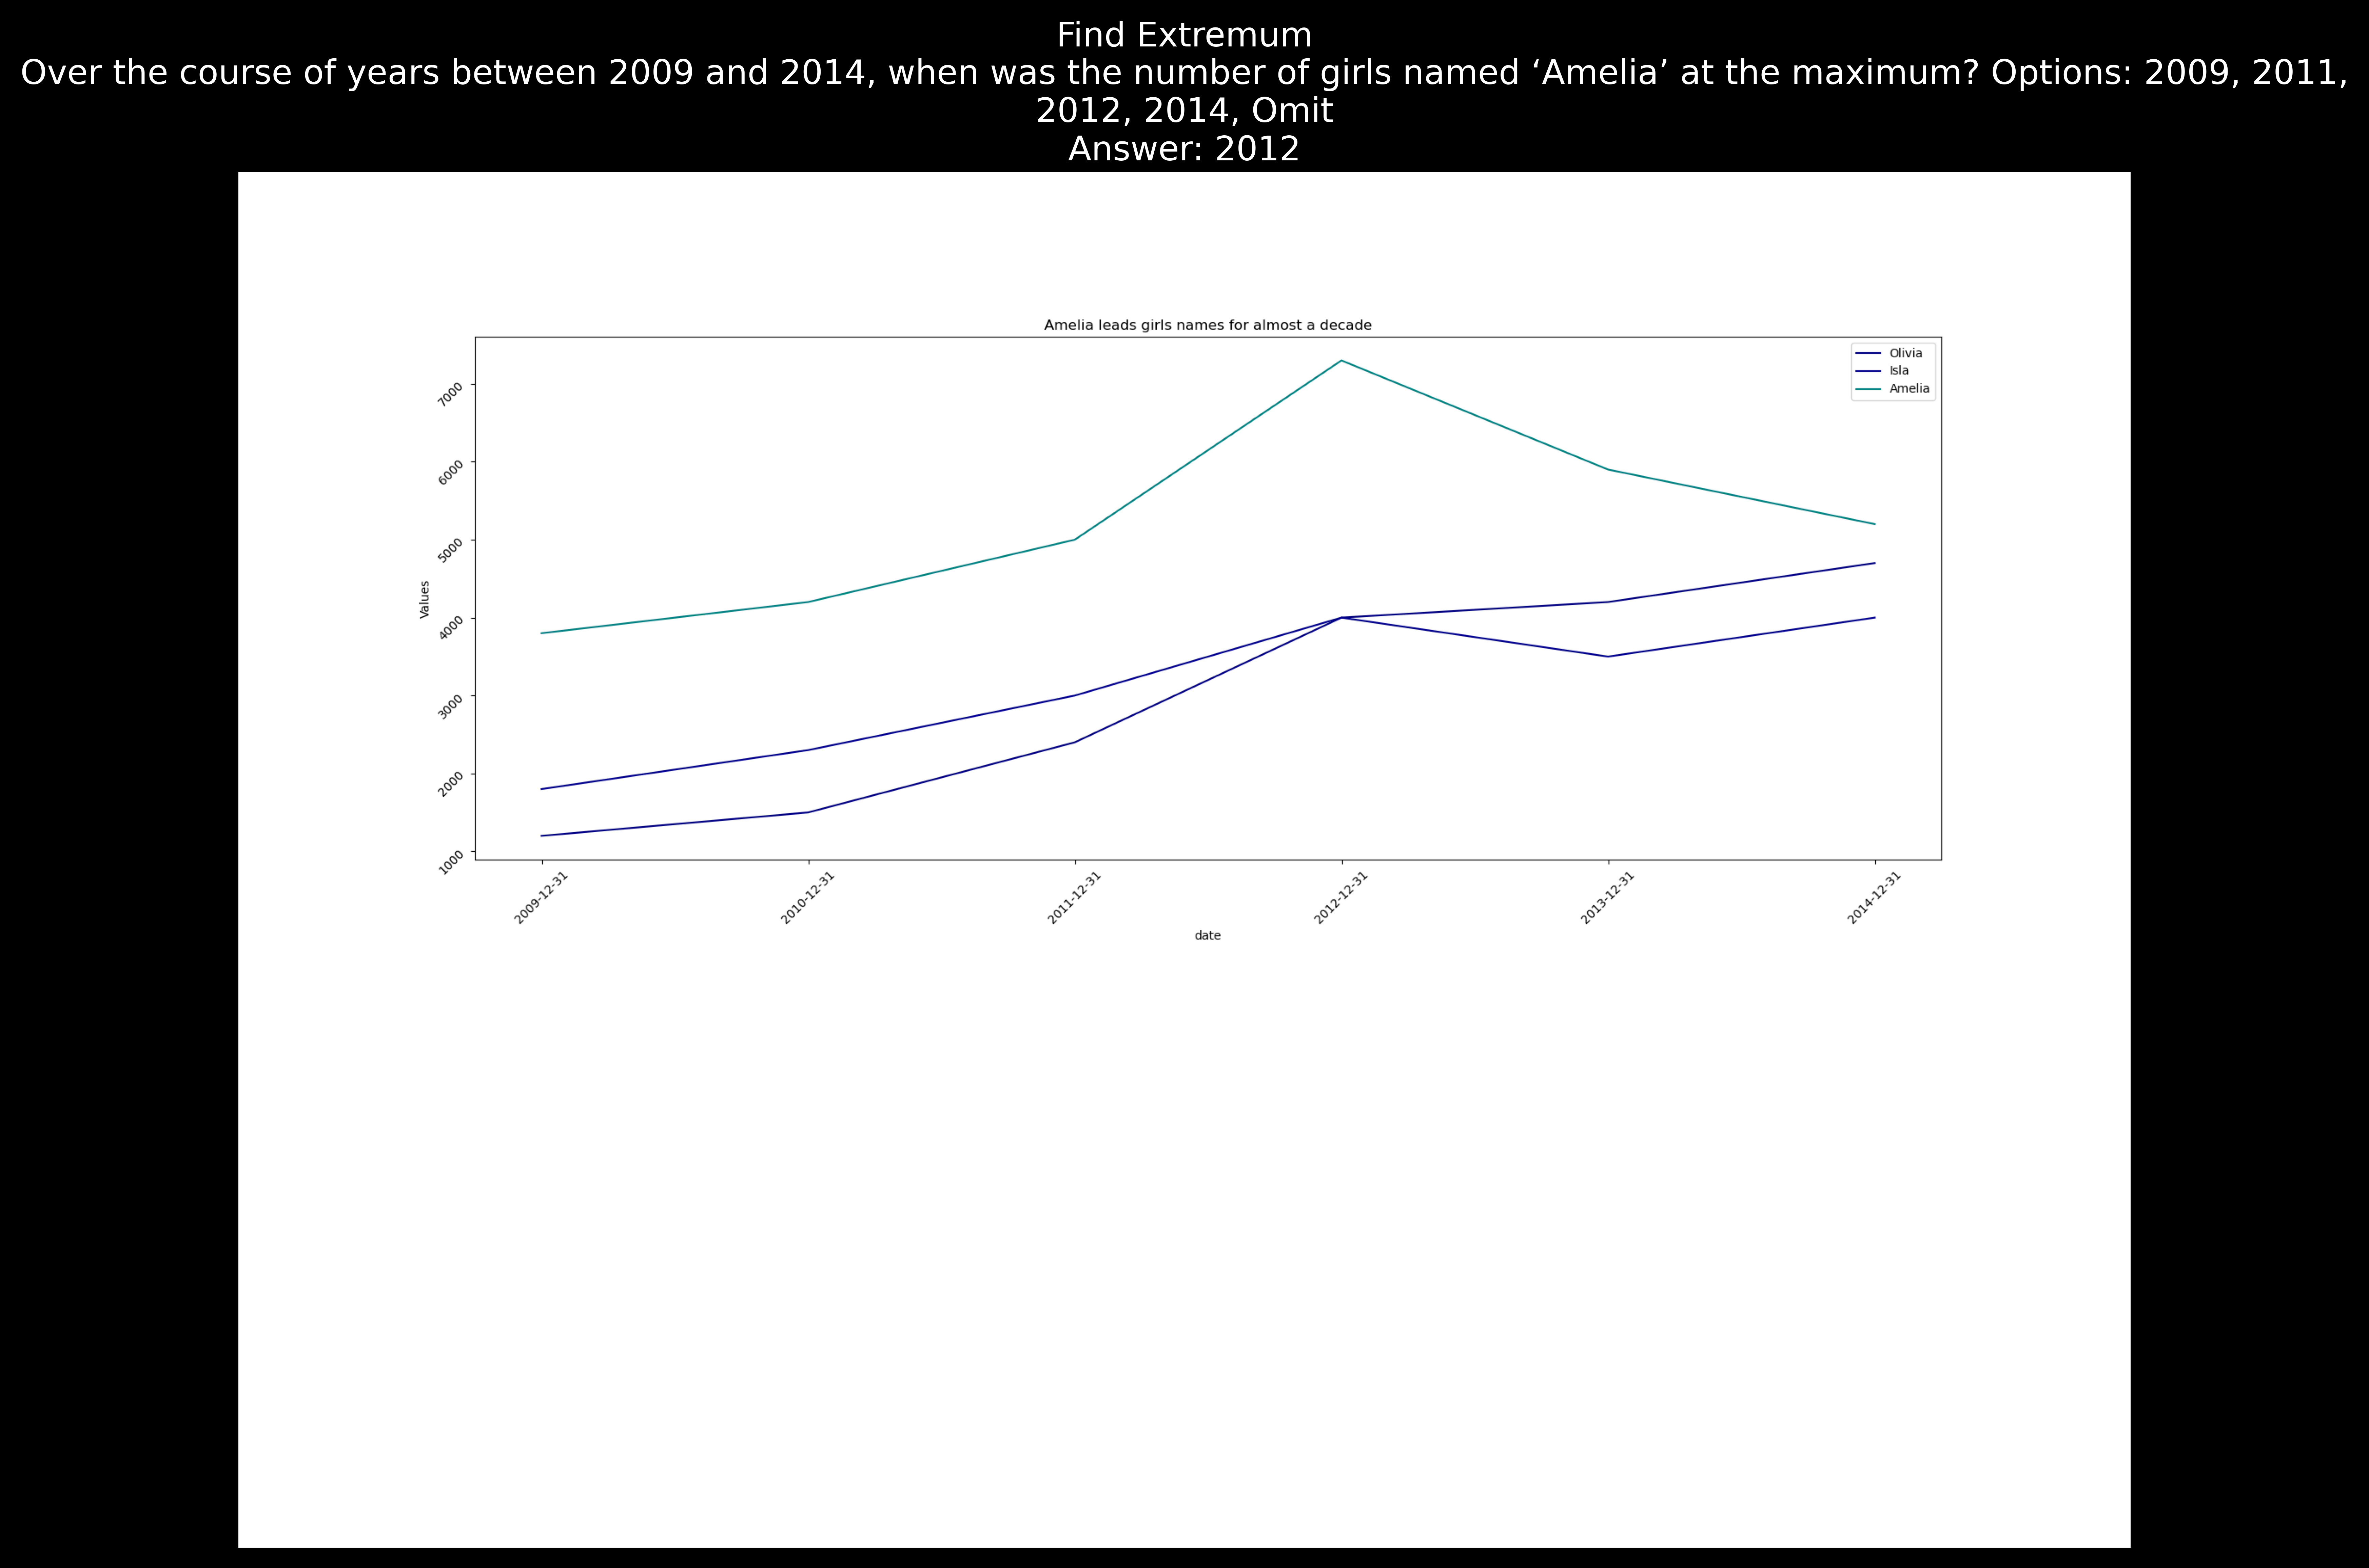 Find Extremum
Over the course of years between 2009 and 2014, when was the number of girls named ‘Amelia’ at the maximum? Options: 2009, 2011,
2012, 2014, Omit
Answer: 2012
Amelia leads girls names for almost a decade
Olivia
Isla
Amelia
Values
7000
6000
5000
4000
3000
2000
1000
2009-12-31
2010-12-31
2011-12-31
2012-12-31
2013-12-31
2014-12-31
date